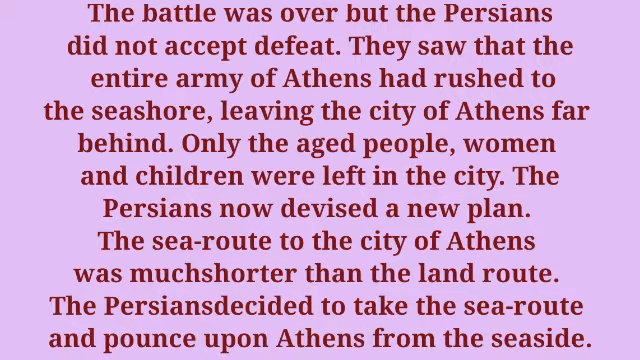 The battle was over but the Persians
did not accept defeat. They saw that the
entire army of Athens had rushed to
the seashore, leaving the city of Athens far
behind. Only the aged people, women
and children were left in the city. The
Persians now devised a new plan.
The sea-route to the city of Athens
was muchshorter than the land route.
The Persiansdecided to take the sea-route
and pounce upon Athens from the seaside.